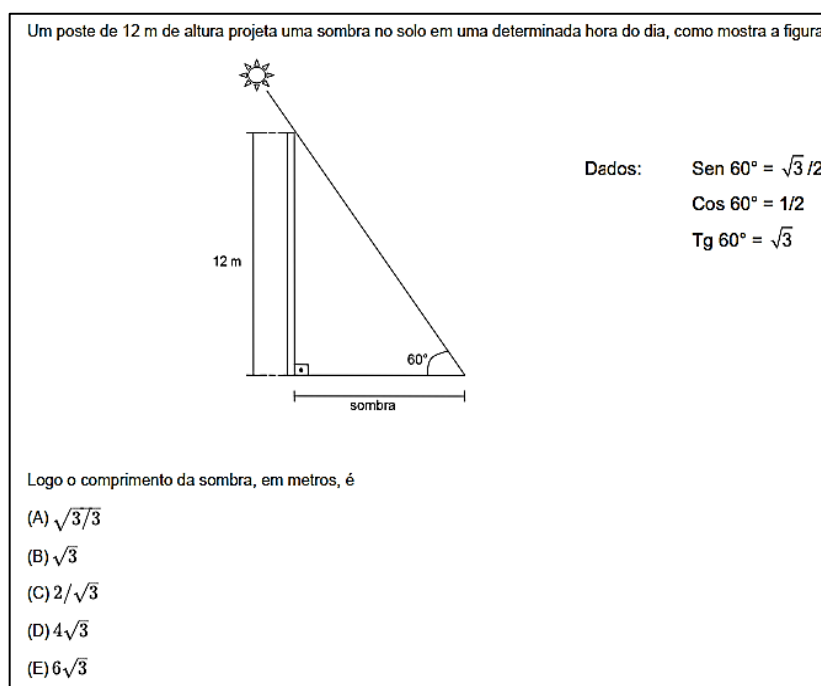 Um poste de 12 m de altura projeta uma sombra no solo em uma determinada hora do dia, como mostra a figura
Dados: Sen 60° = √3/2
Cos 60° = 1/2
Tg 60° = √3
12 m
60°
sombra
Logo o comprimento da sombra, em metros, é
(A) √3/3
(B) √3
(C) 2/√3
(D) 4√3
(E) 6√3